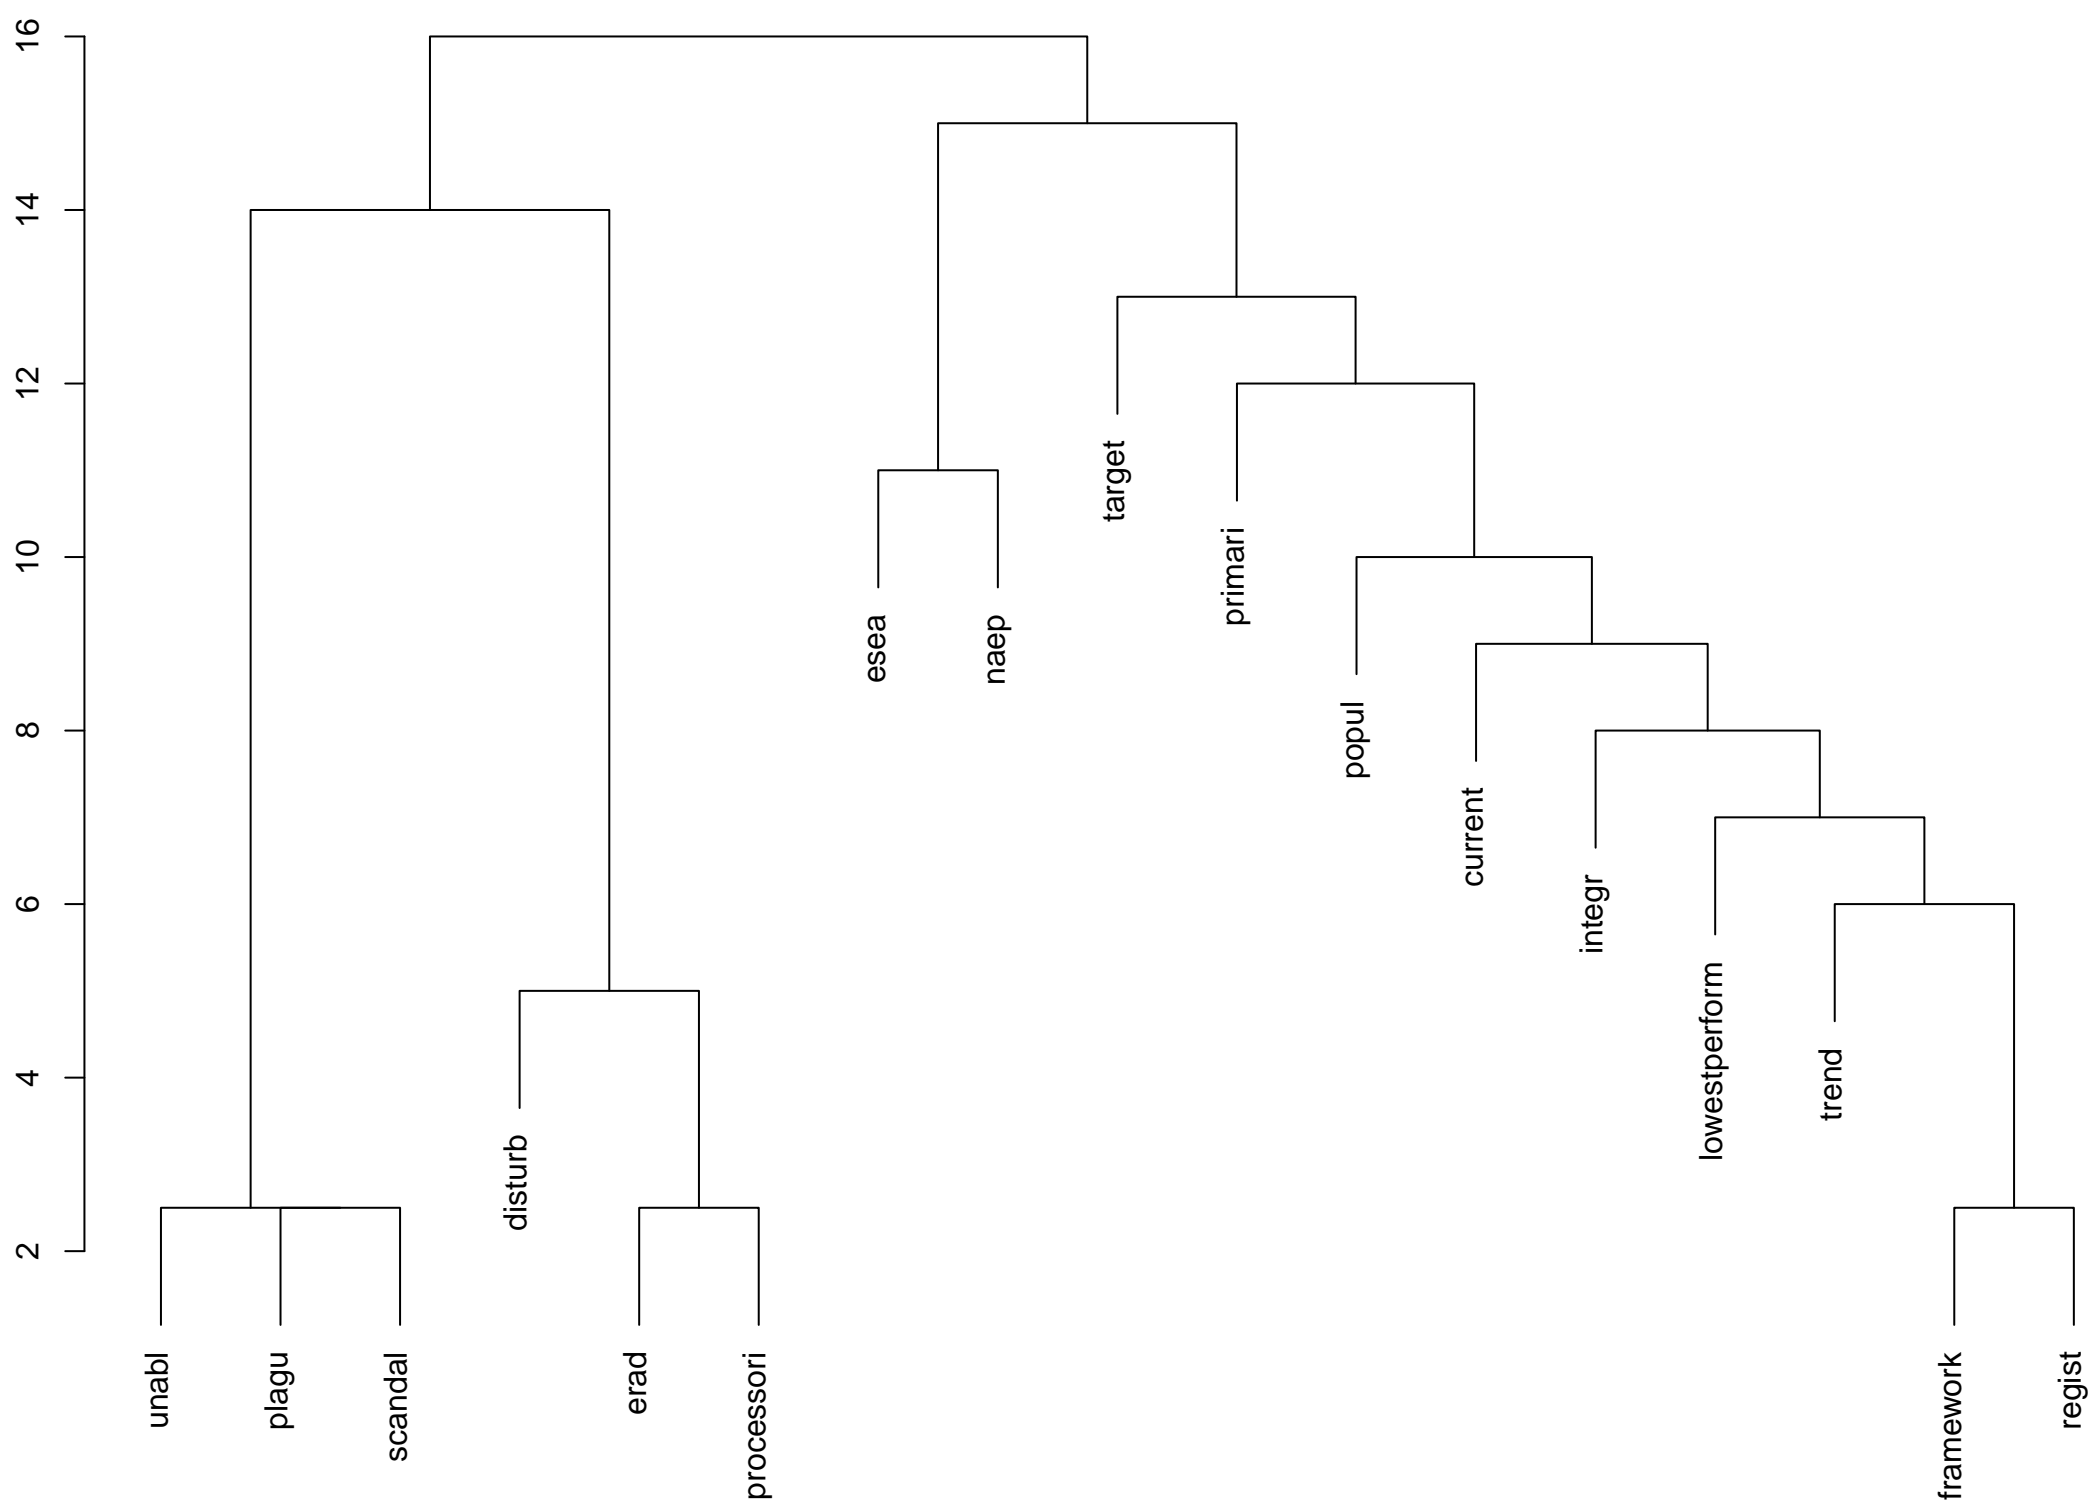 16
14
12
10
8
6
4
2
unabl
plagu
scandal
disturb
erad
processori
esea
naep
target
primari
popul
current
integr
lowestperform
trend
framework
regist